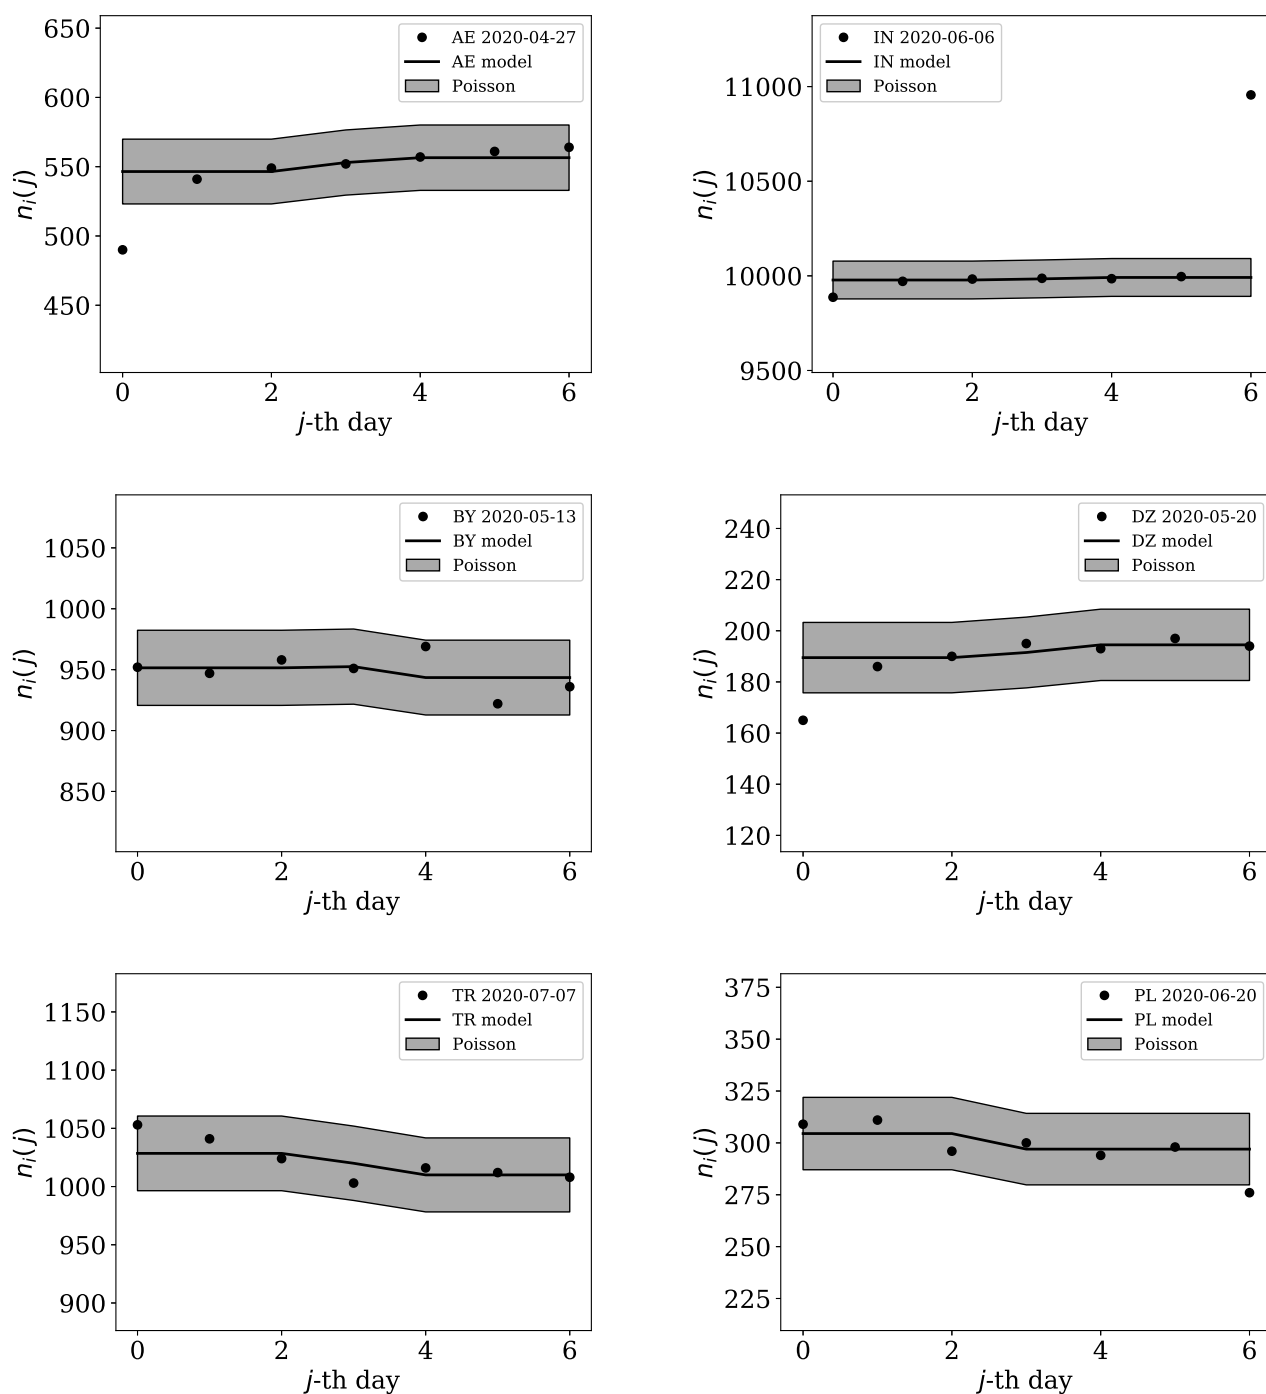 650
600
550
500
450
n_i(j)
AE 2020-04-27
AE model
Poisson
0 2 4 6
j-th day
11000
10500
10000
9500
n_i(j)
IN 2020-06-06
IN model
Poisson
0 2 4 6
j-th day
1050
1000
950
900
850
n_i(j)
BY 2020-05-13
BY model
Poisson
0 2 4 6
j-th day
240
220
200
180
160
140
120
n_i(j)
DZ 2020-05-20
DZ model
Poisson
0 2 4 6
j-th day
1150
1100
1050
1000
950
900
n_i(j)
TR 2020-07-07
TR model
Poisson
0 2 4 6
j-th day
375
350
325
300
275
250
225
n_i(j)
PL 2020-06-20
PL model
Poisson
0 2 4 6
j-th day